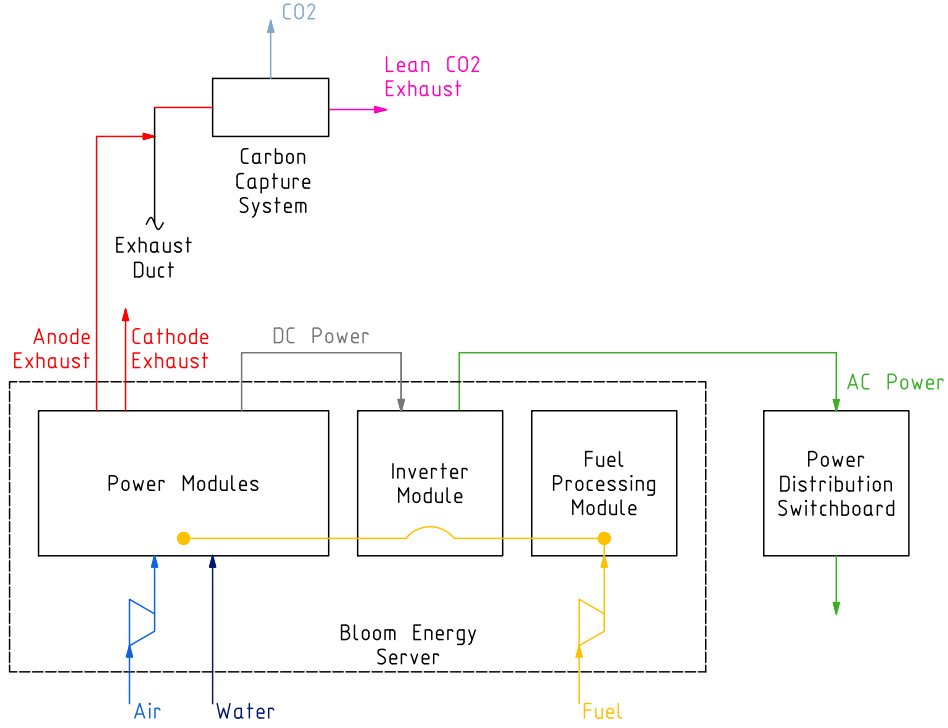 CO2
Lean CO2
Exhaust
Carbon
Capture
System
Exhaust
Duct
Anode
Exhaust
Cathode
Exhaust
DC Power
AC Power
Power Modules
Inverter
Module
Fuel
Processing
Module
Power
Distribution
Switchboard
Bloom Energy
Server
Air
Water
Fuel